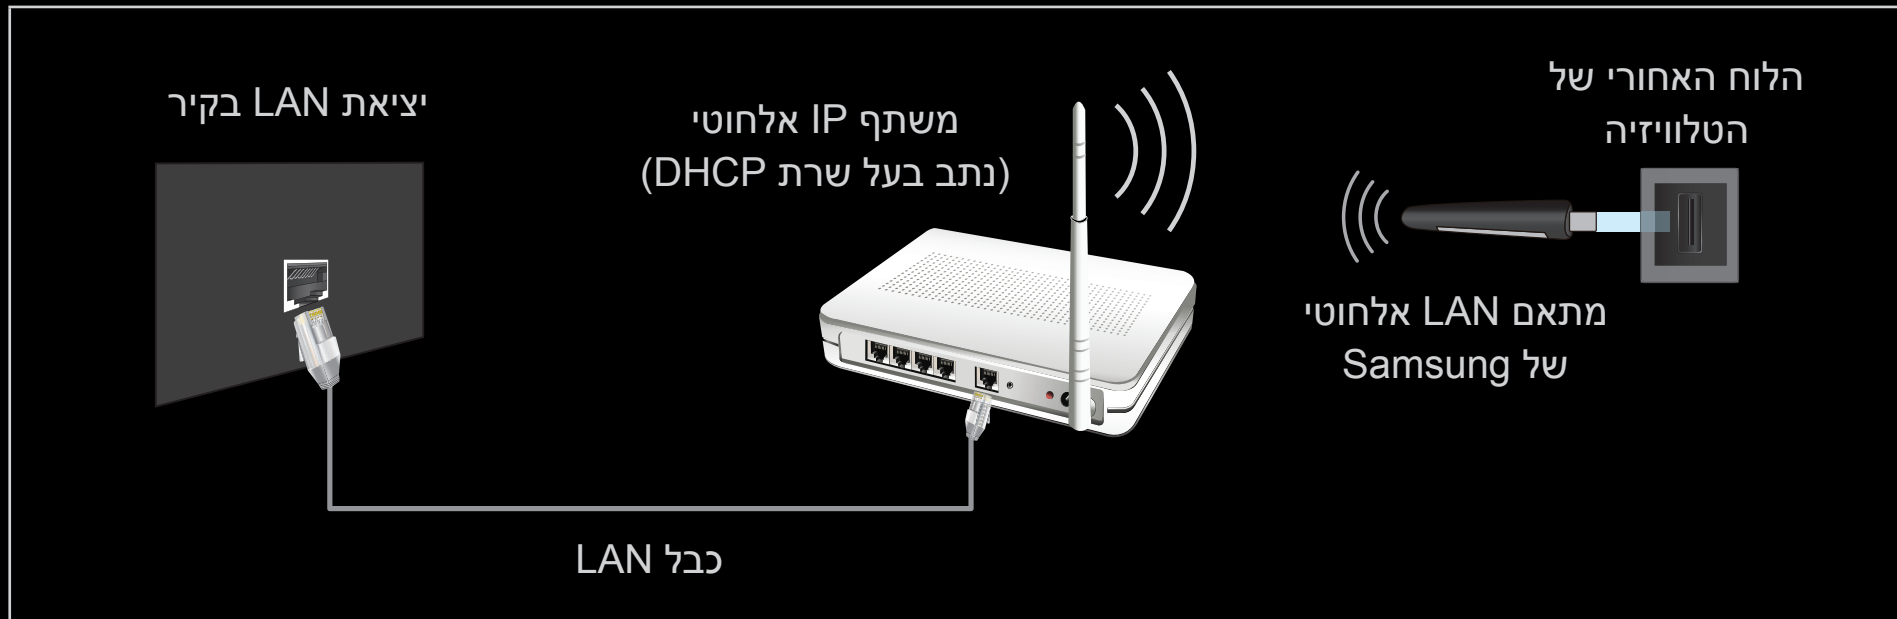 הלוח האחורי של
הטלוויזיה
משתף IP אלחוטי
(נתב בעל שרת DHCP)
יציאת LAN בקיר
מתאם LAN אלחוטי
של Samsung
כבל LAN